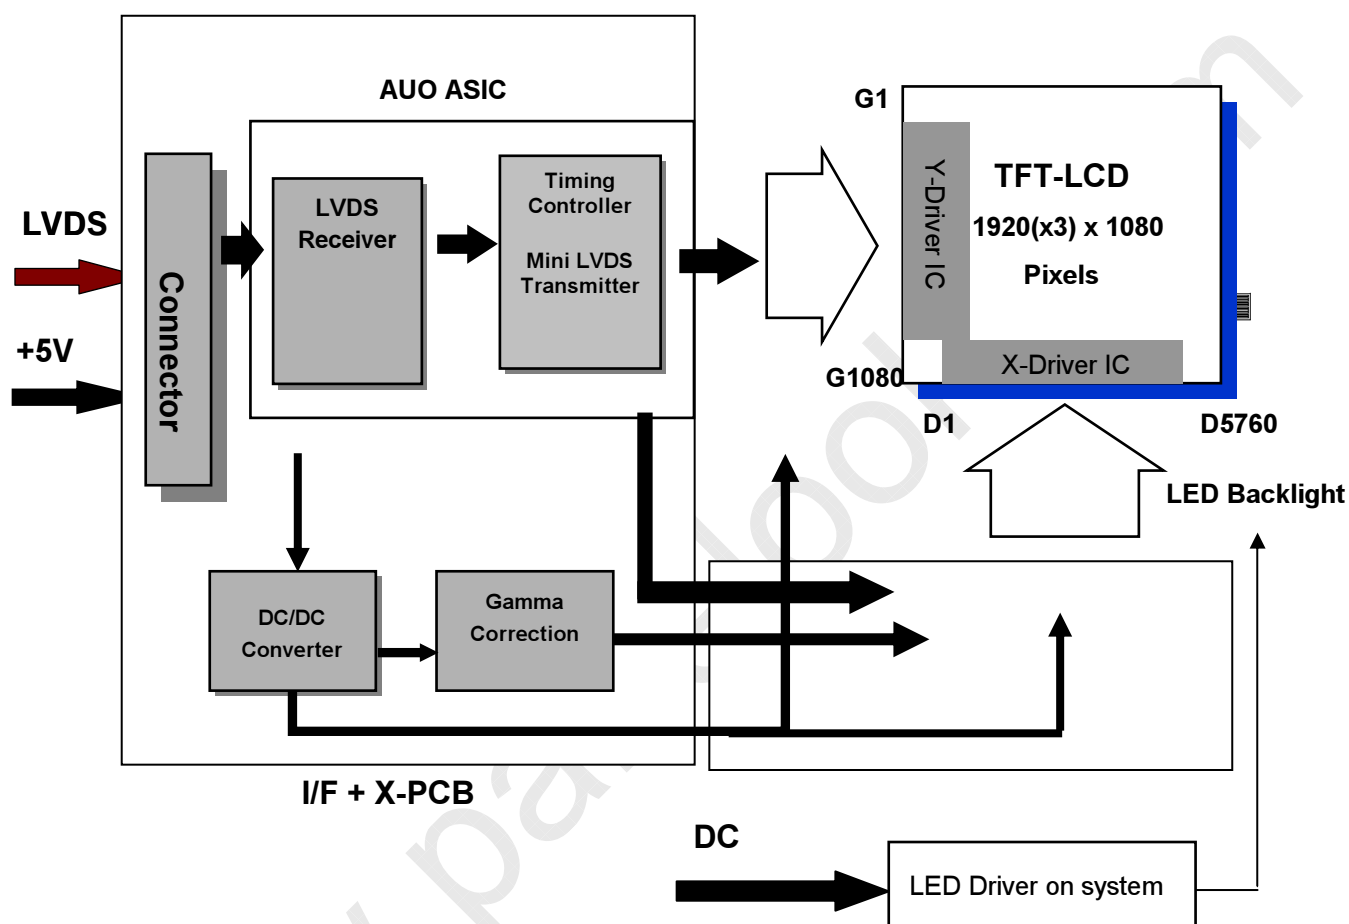 AUO ASIC
G1
LVDS
+5V
Connector
LVDS
Receiver
Timing
Controller
Mini LVDS
Transmitter
Y-Driver IC
TFT-LCD
1920(x3) x 1080
Pixels
X-Driver IC
G1080
D1
D5760
LED Backlight
DC/DC
Converter
Gamma
Correction
I/F + X-PCB
DC
LED Driver on system